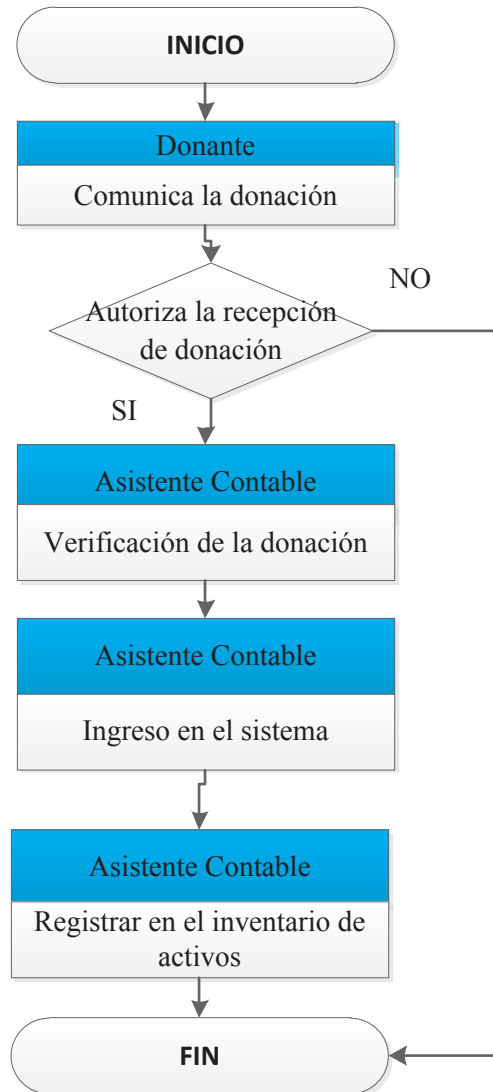 INICIO
Donante
Comunica la donación
NO
Autoriza la recepción
de donación
SI
Asistente Contable
Verificación de la donación
Asistente Contable
Ingreso en el sistema
Asistente Contable
Registrar en el inventario de
activos
FIN